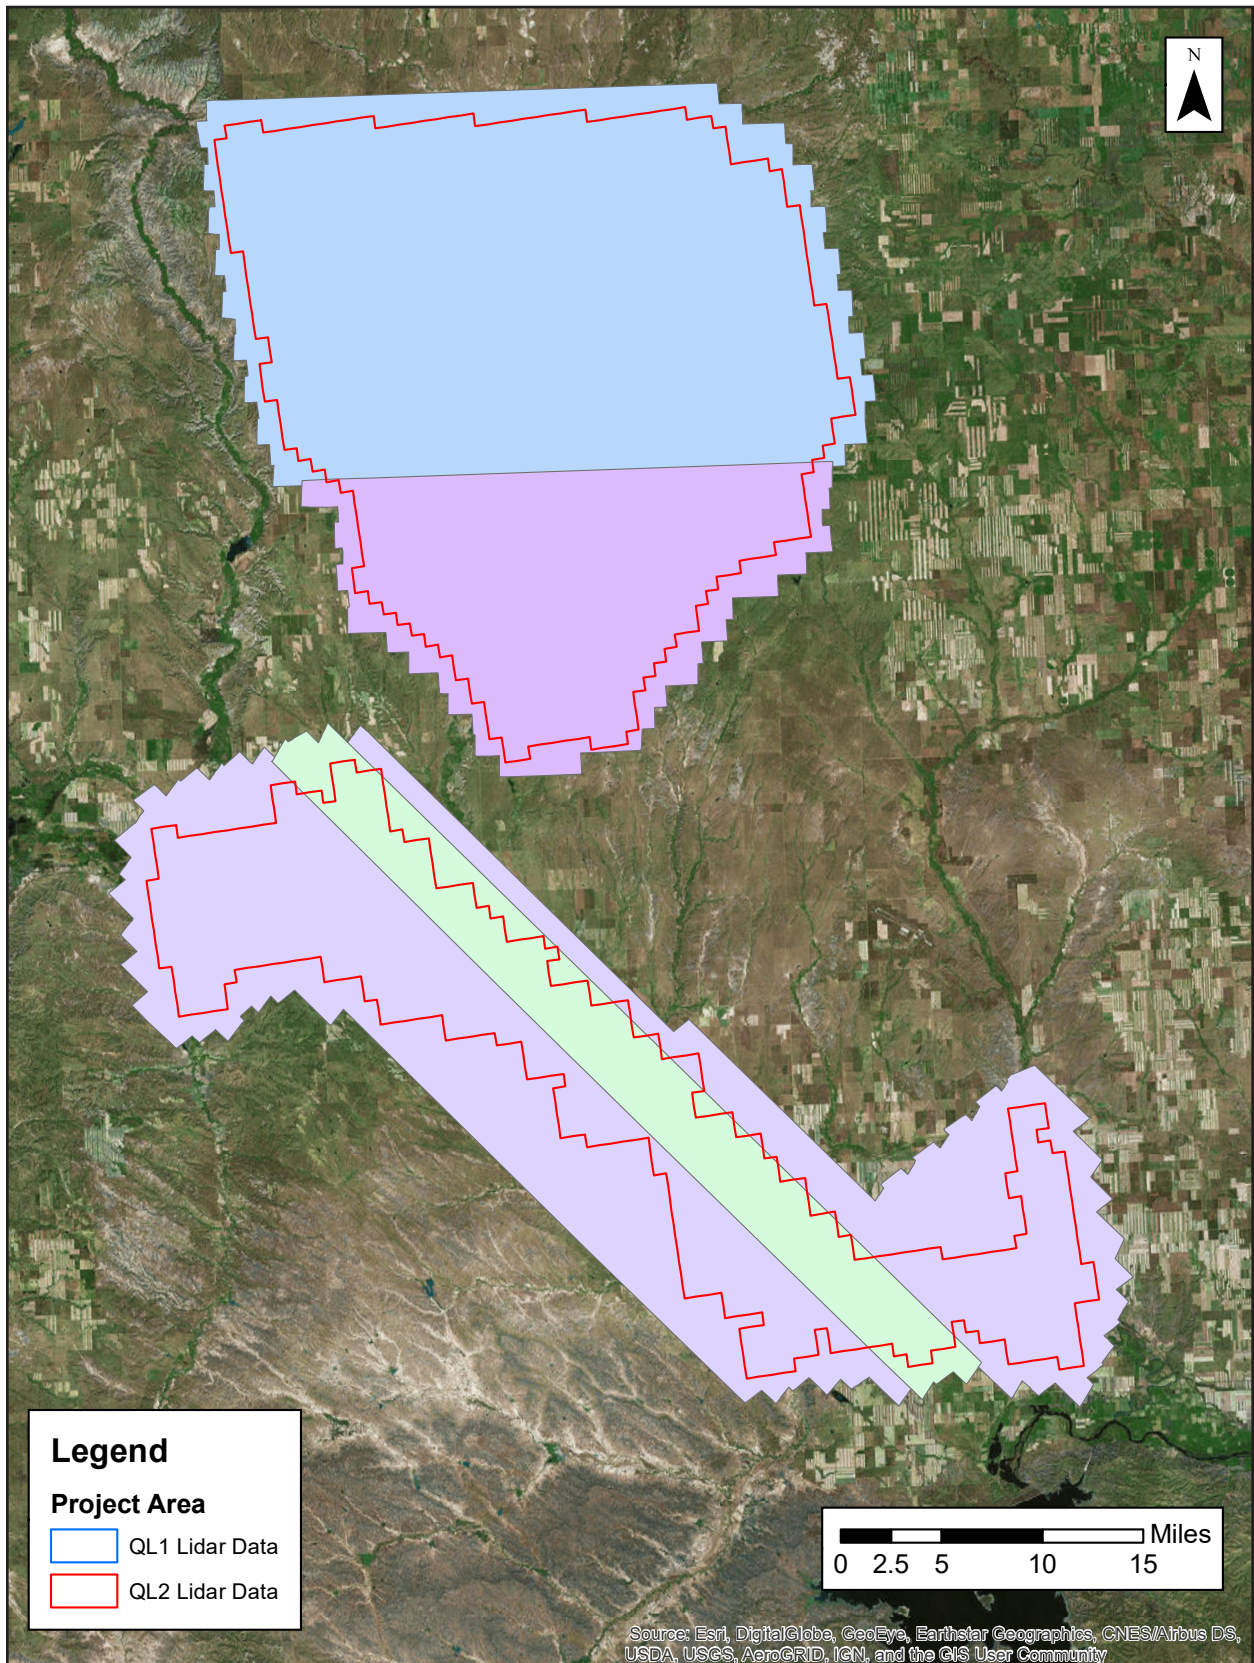 N
Legend
Project Area
QL1 Lidar Data
QL2 Lidar Data
Miles
0 2.5 5 10 15
Source: Esri, DigitalGlobe, GeoEye, Earthstar Geographics, CNES/Airbus DS,
USDA, USGS, AeroGRID, IGN, and the GIS User Community